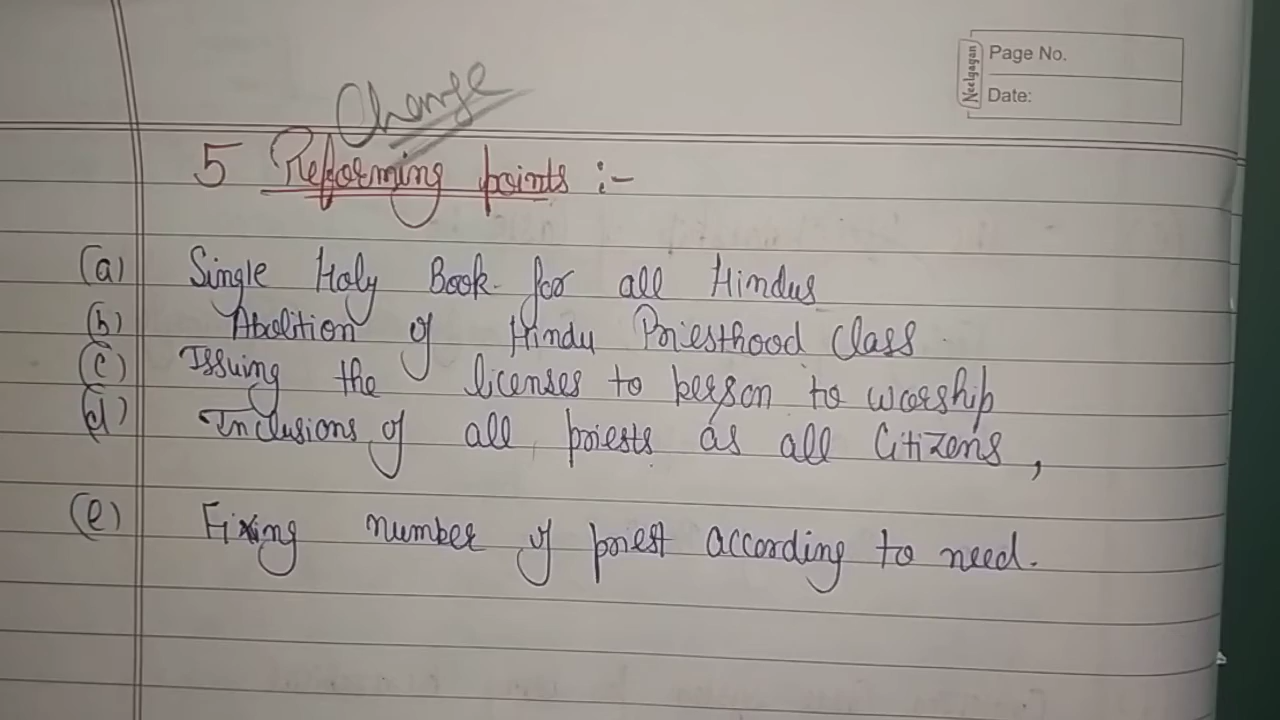 Page No.
Neelgagan
Date:
Change
5 Reforming points :-
(a) Single Holy Book for all Hindus
(b) Abolition of Hindu Priesthood Class
(c) Issuing the licenses to person to worship
(d) Inclusions of all priests as all Citizens,
(e) Fixing number of priest according to need.